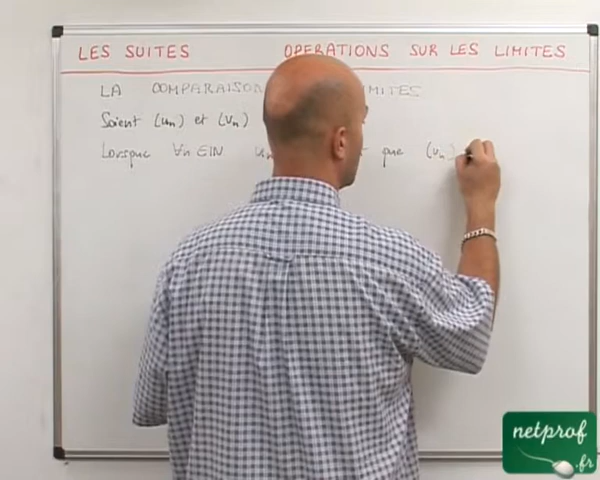 LES SUITES OPERATIONS SUR LES LIMITES
LA COMPARAISON MITES
Soient (un) et (vn)
Lorsque ∀n ∈ IN un que (vn)
netprof
.fr